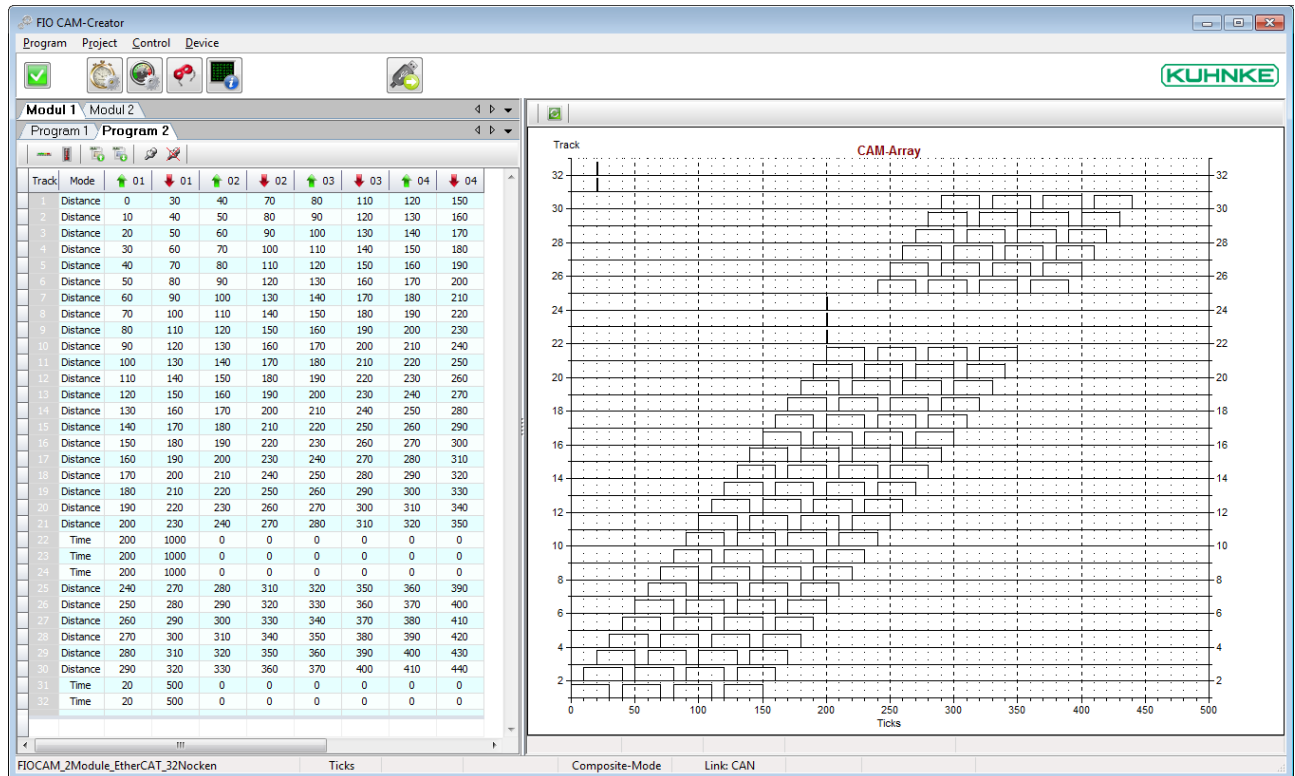 FIO CAM-Creator
Program Project Control Device
KUHNKE
Modul 1 Modul 2
Program 1 Program 2
Track Mode 01 01 02 02 03 03 04 04
1 Distance 0 30 40 70 80 110 120 150
2 Distance 10 40 50 80 90 120 130 160
3 Distance 20 50 60 90 100 130 140 170
4 Distance 30 60 70 100 110 140 150 180
5 Distance 40 70 80 110 120 150 160 190
6 Distance 50 80 90 120 130 160 170 200
7 Distance 60 90 100 130 140 170 180 210
8 Distance 70 100 110 140 150 180 190 220
9 Distance 80 110 120 150 160 190 200 230
10 Distance 90 120 130 160 170 200 210 240
11 Distance 100 130 140 170 180 210 220 250
12 Distance 110 140 150 180 190 220 230 260
13 Distance 120 150 160 190 200 230 240 270
14 Distance 130 160 170 200 210 240 250 280
15 Distance 140 170 180 210 220 250 260 290
16 Distance 150 180 190 220 230 260 270 300
17 Distance 160 190 200 230 240 270 280 310
18 Distance 170 200 210 240 250 280 290 320
19 Distance 180 210 220 250 260 290 300 330
20 Distance 190 220 230 260 270 300 310 340
21 Distance 200 230 240 270 280 310 320 350
22 Time 200 1000 0 0 0 0 0 0
23 Time 200 1000 0 0 0 0 0 0
24 Time 200 1000 0 0 0 0 0 0
25 Distance 240 270 280 310 320 350 360 390
26 Distance 250 280 290 320 330 360 370 400
27 Distance 260 290 300 330 340 370 380 410
28 Distance 270 300 310 340 350 380 390 420
29 Distance 280 310 320 350 360 390 400 430
30 Distance 290 320 330 360 370 400 410 440
31 Time 20 500 0 0 0 0 0 0
32 Time 20 500 0 0 0 0 0 0
Track
CAM-Array
32 32
30 30
28 28
26 26
24 24
22 22
20 20
18 18
16 16
14 14
12 12
10 10
8 8
6 6
4 4
2 2
0 50 100 150 200 250 300 350 400 450 500
Ticks
FIOCAM_2Module_EtherCAT_32Nocken Ticks Composite-Mode Link: CAN